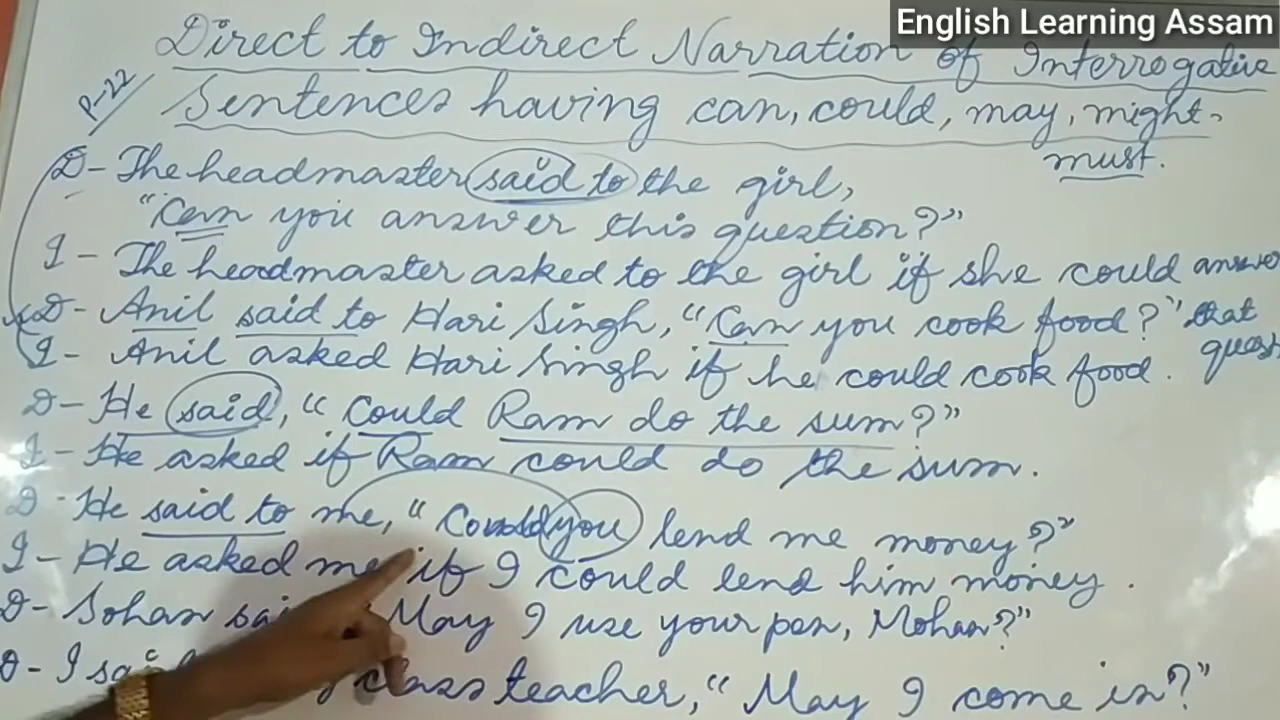 English Learning Assam
Direct to Indirect Narration of Interrogative
P-22
Sentences having can, could, may, might,
must.
D- The headmaster said to the girl,
"Can you answer this question?"
I - The headmaster asked to the girl if she could answer
that
quest
D- Anil said to Hari Singh, "Can you cook food?"
I- Anil asked Hari Singh if he could cook food.
D- He said, "Could Ram do the sum?"
I- He asked if Ram could do the sum.
D- He said to me, "Could you lend me money?"
I- He asked me if I could lend him money.
D- Sohan sai May I use your pen, Mohan?"
D- I sai class teacher, "May I come in?"